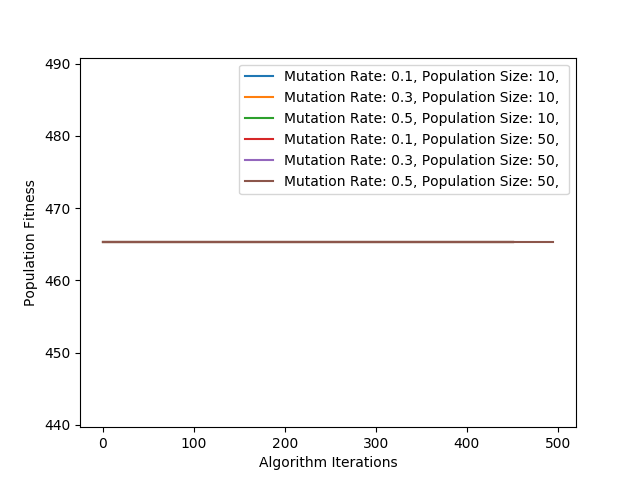 490
480
470
460
450
440
Population Fitness
Mutation Rate: 0.1, Population Size: 10,
Mutation Rate: 0.3, Population Size: 10,
Mutation Rate: 0.5, Population Size: 10,
Mutation Rate: 0.1, Population Size: 50,
Mutation Rate: 0.3, Population Size: 50,
Mutation Rate: 0.5, Population Size: 50,
0 100 200 300 400 500
Algorithm Iterations